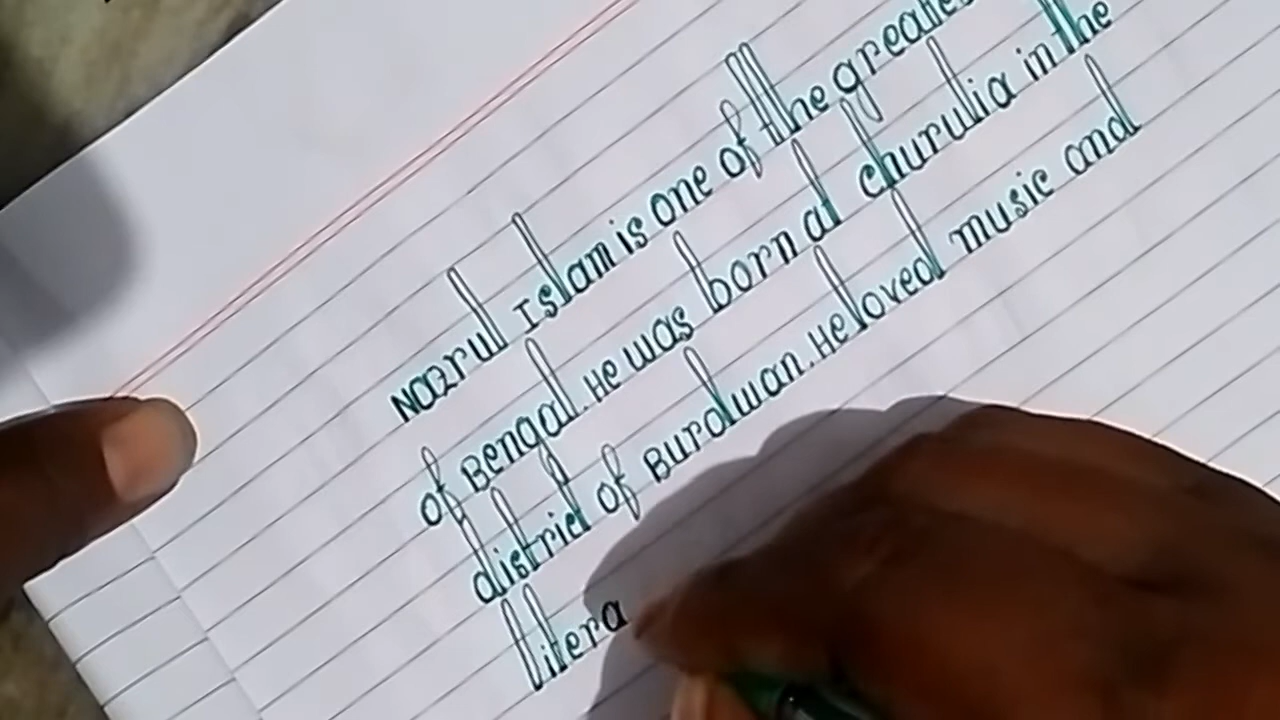 Nazrul Islam is one of the greates
of Bengal. He was born at churulia in the
district of Burdwan. He loved music and
litera